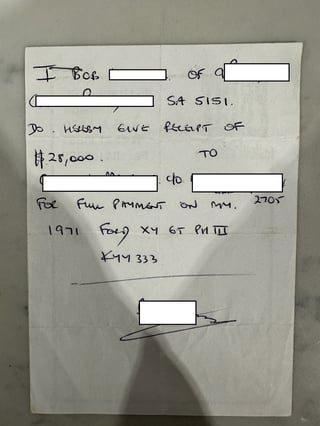 I BOB OF
SA 5151.
DO. HEREBY GIVE RECEIPT OF
$28,000. TO
C/O
FOR FULL PAYMENT ON MY. 2705
1971 FORD XY GT PH III
KYY 333